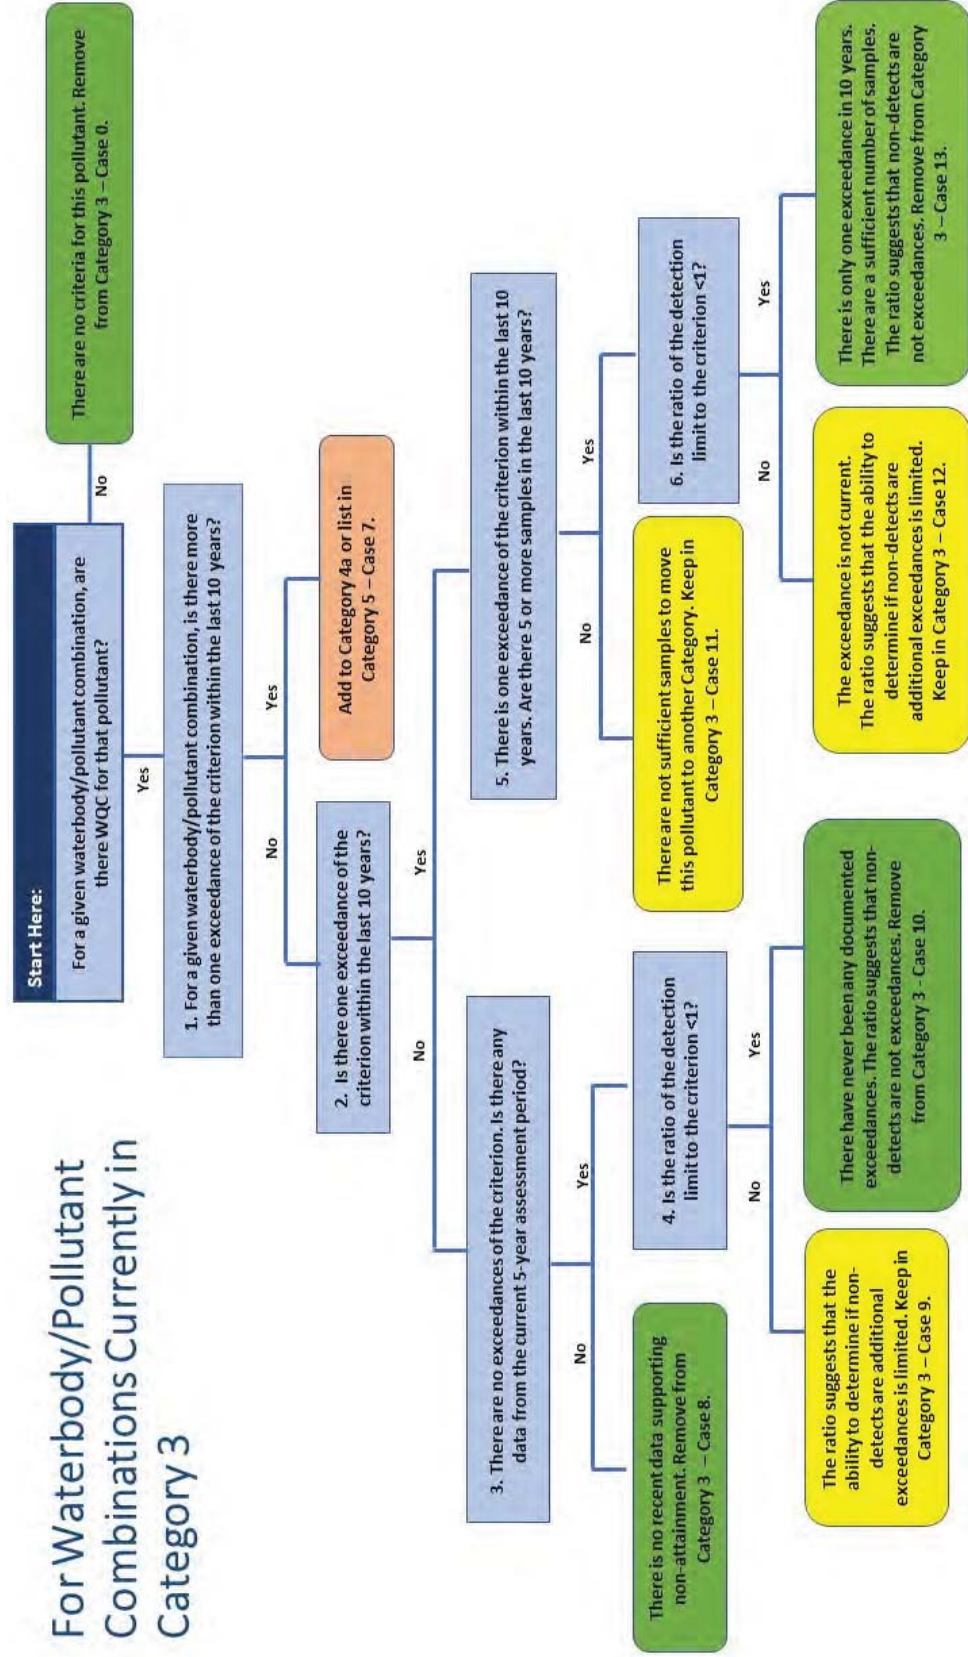 For Waterbody/Pollutant
Combinations Currently in
Category 3
Start Here:
For a given waterbody/pollutant combination, are
there WQC for that pollutant?
No
There are no criteria for this pollutant. Remove
from Category 3 – Case 0.
Yes
1. For a given waterbody/pollutant combination, is there more
than one exceedance of the criterion within the last 10 years?
No
Yes
2. Is there one exceedance of the
criterion within the last 10 years?
Add to Category 4a or list in
Category 5 – Case 7.
No
Yes
3. There are no exceedances of the criterion. Is there any
data from the current 5-year assessment period?
5. There is one exceedance of the criterion within the last 10
years. Are there 5 or more samples in the last 10 years?
No
Yes
No
Yes
There is no recent data supporting
non-attainment. Remove from
Category 3 – Case 8.
4. Is the ratio of the detection
limit to the criterion <1?
There are not sufficient samples to move
this pollutant to another Category. Keep in
Category 3 – Case 11.
6. Is the ratio of the detection
limit to the criterion <1?
No
Yes
No
Yes
The ratio suggests that the
ability to determine if non-
detects are additional
exceedances is limited. Keep in
Category 3 – Case 9.
There have never been any documented
exceedances. The ratio suggests that non-
detects are not exceedances. Remove
from Category 3 - Case 10.
The exceedance is not current.
The ratio suggests that the ability to
determine if non-detects are
additional exceedances is limited.
Keep in Category 3 – Case 12.
There is only one exceedance in 10 years.
There are a sufficient number of samples.
The ratio suggests that non-detects are
not exceedances. Remove from Category
3 – Case 13.